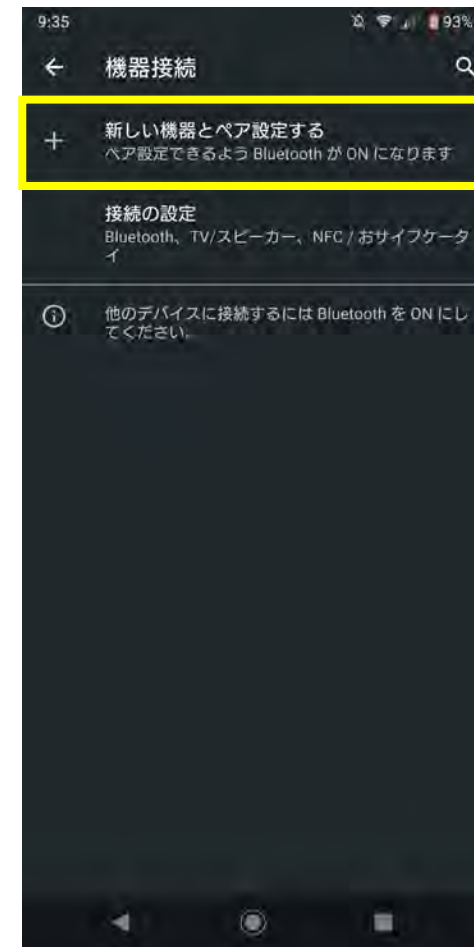 9:35 93%
機器接続
新しい機器とペア設定する
ペア設定できるよう Bluetooth が ON になります
接続の設定
Bluetooth、TV/スピーカー、NFC / おサイフケータ
イ
他のデバイスに接続するには Bluetooth を ON にし
てください。